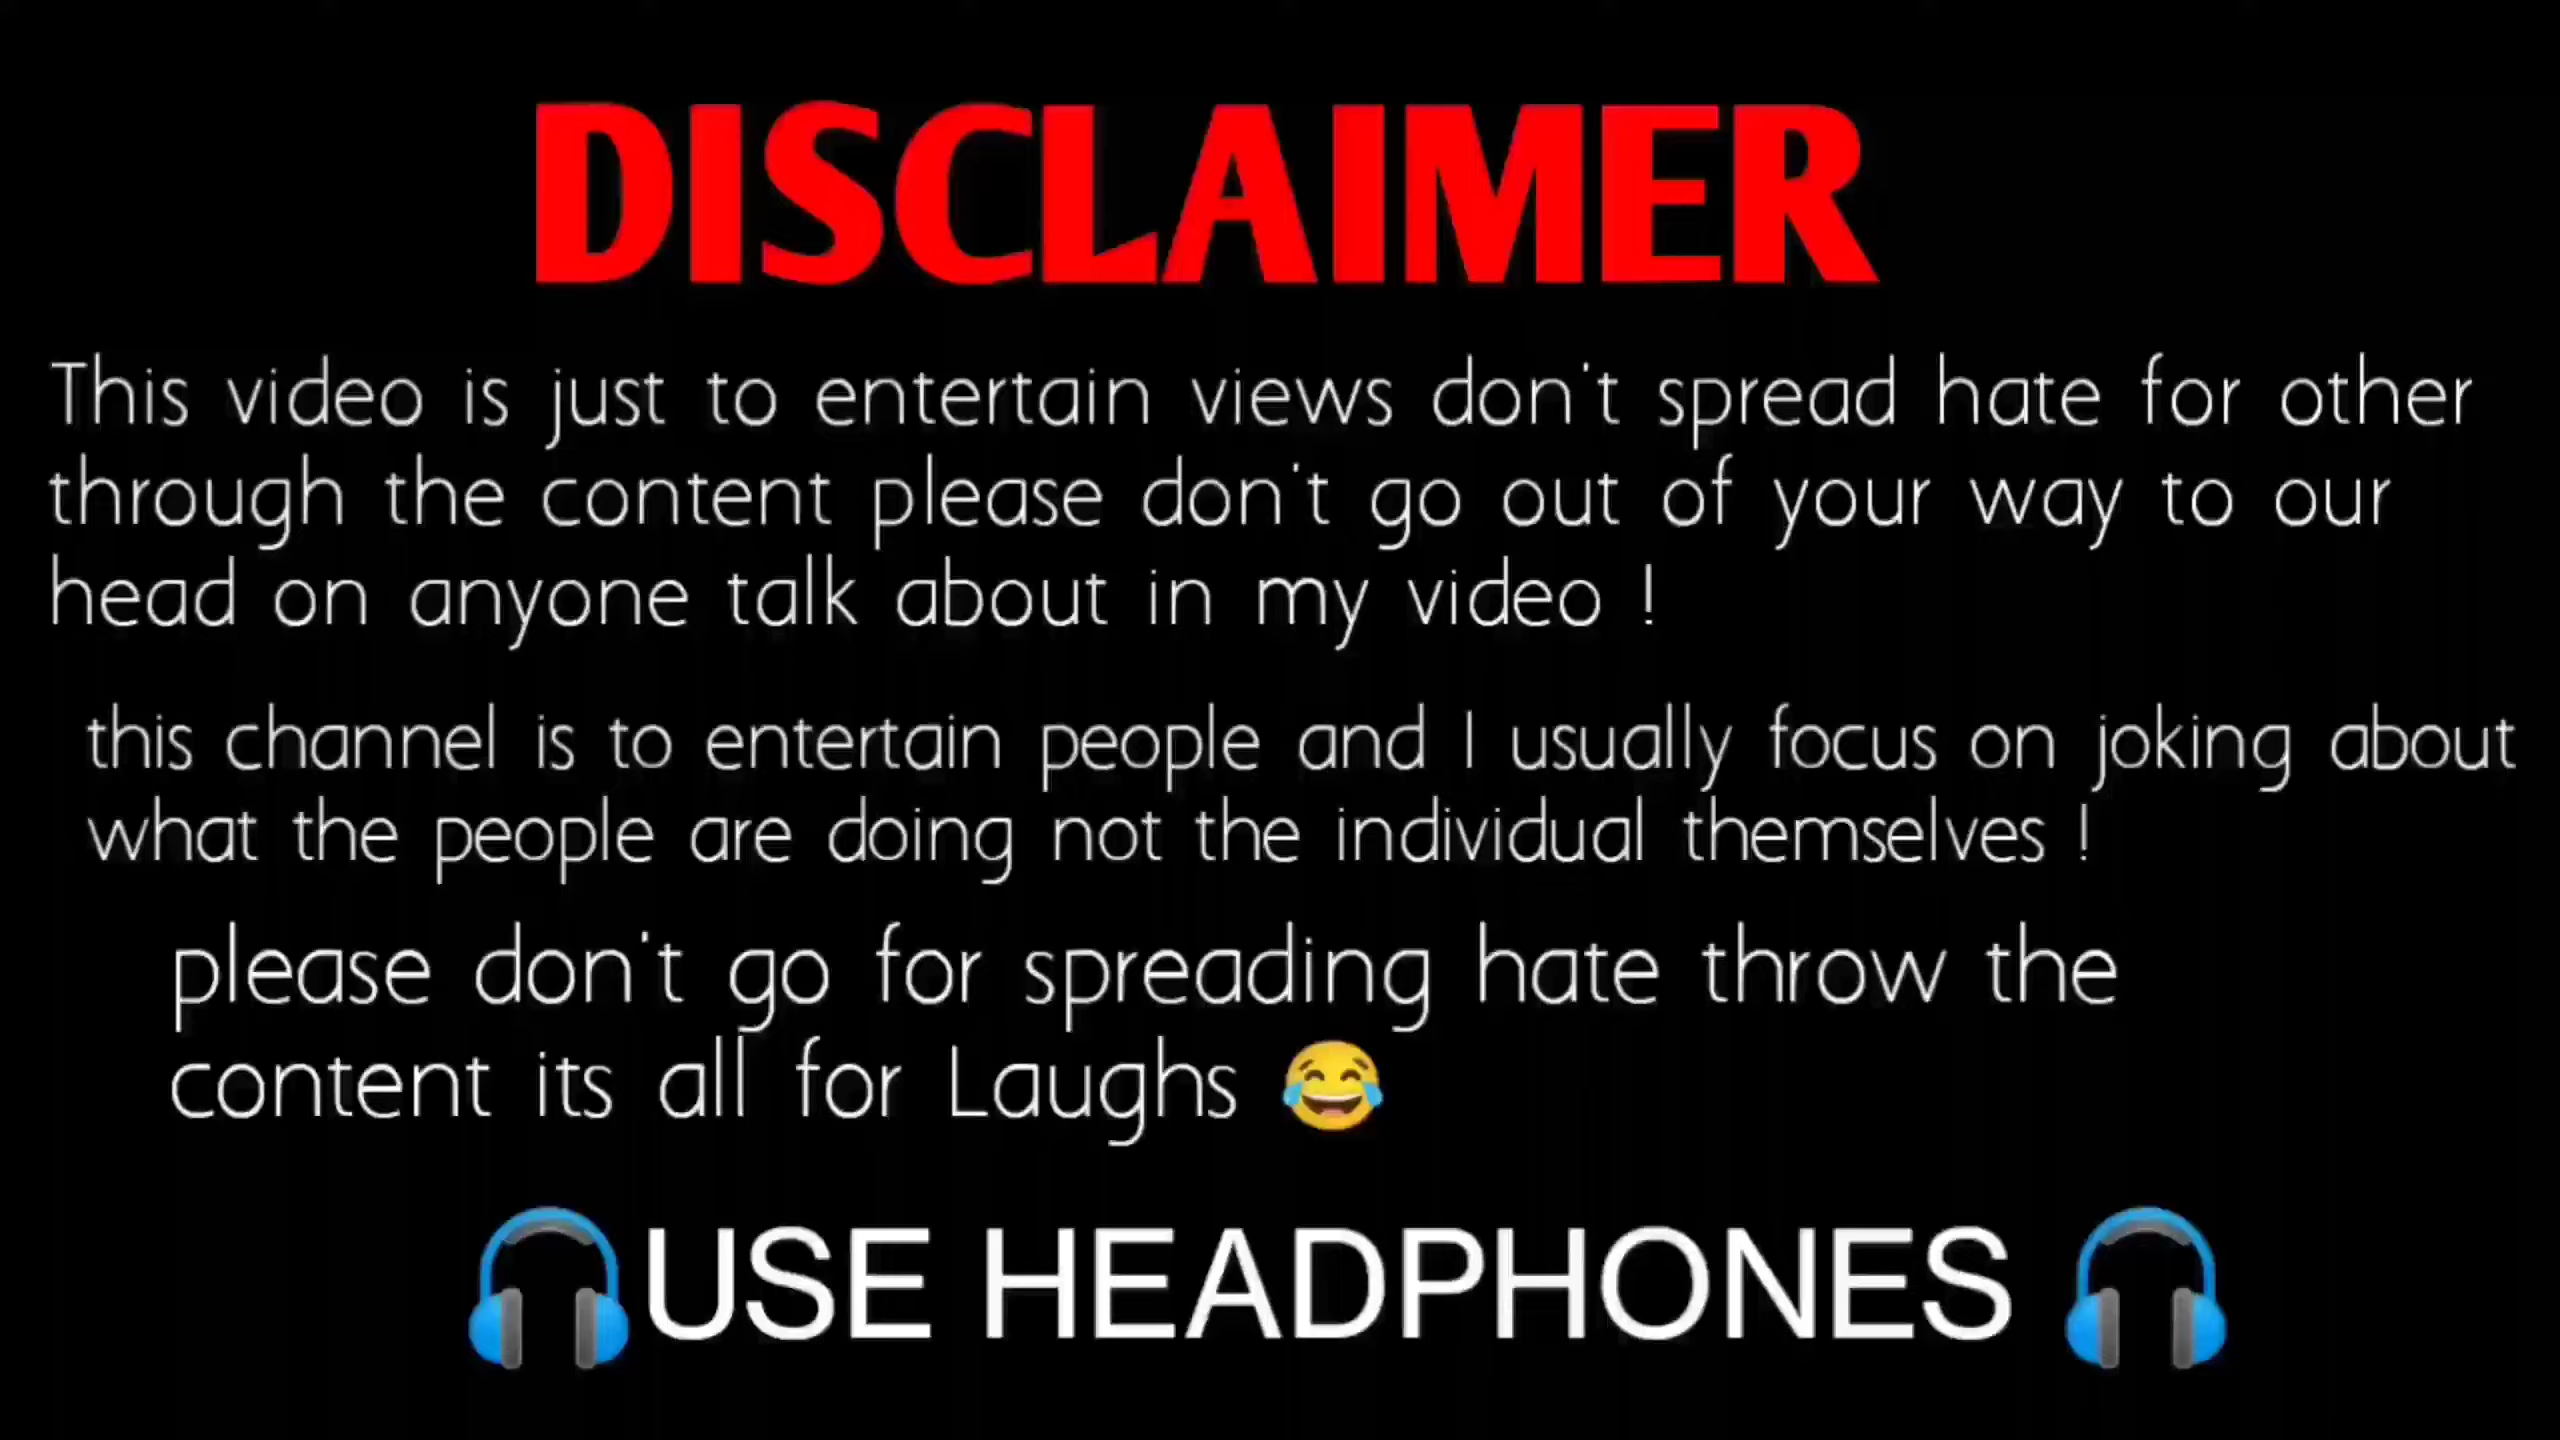 DISCLAIMER
This video is just to entertain views don't spread hate for other
through the content please don't go out of your way to our
head on anyone talk about in my video !
this channel is to entertain people and I usually focus on joking about
what the people are doing not the individual themselves !
please don't go for spreading hate throw the
content its all for Laughs 😂
🎧USE HEADPHONES 🎧